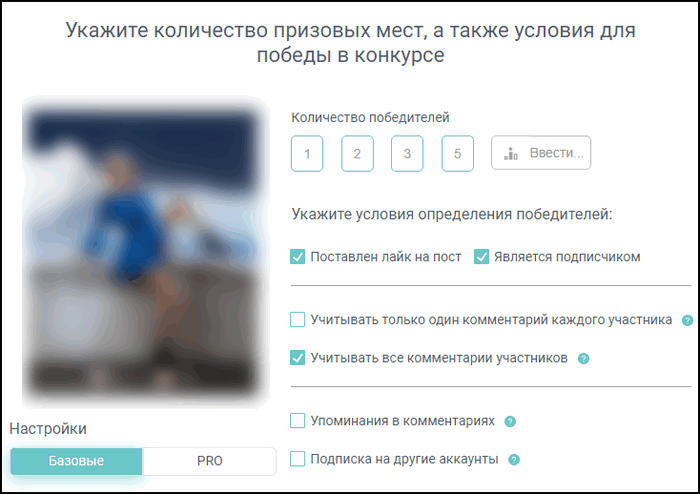 Укажите количество призовых мест, а также условия для
победы в конкурсе
Количество победителей
1 2 3 5 Ввести...
Укажите условия определения победителей:
Поставлен лайк на пост Является подписчиком
Учитывать только один комментарий каждого участника ?
Учитывать все комментарии участников ?
Упоминания в комментариях ?
Подписка на другие аккаунты ?
Настройки
Базовые PRO